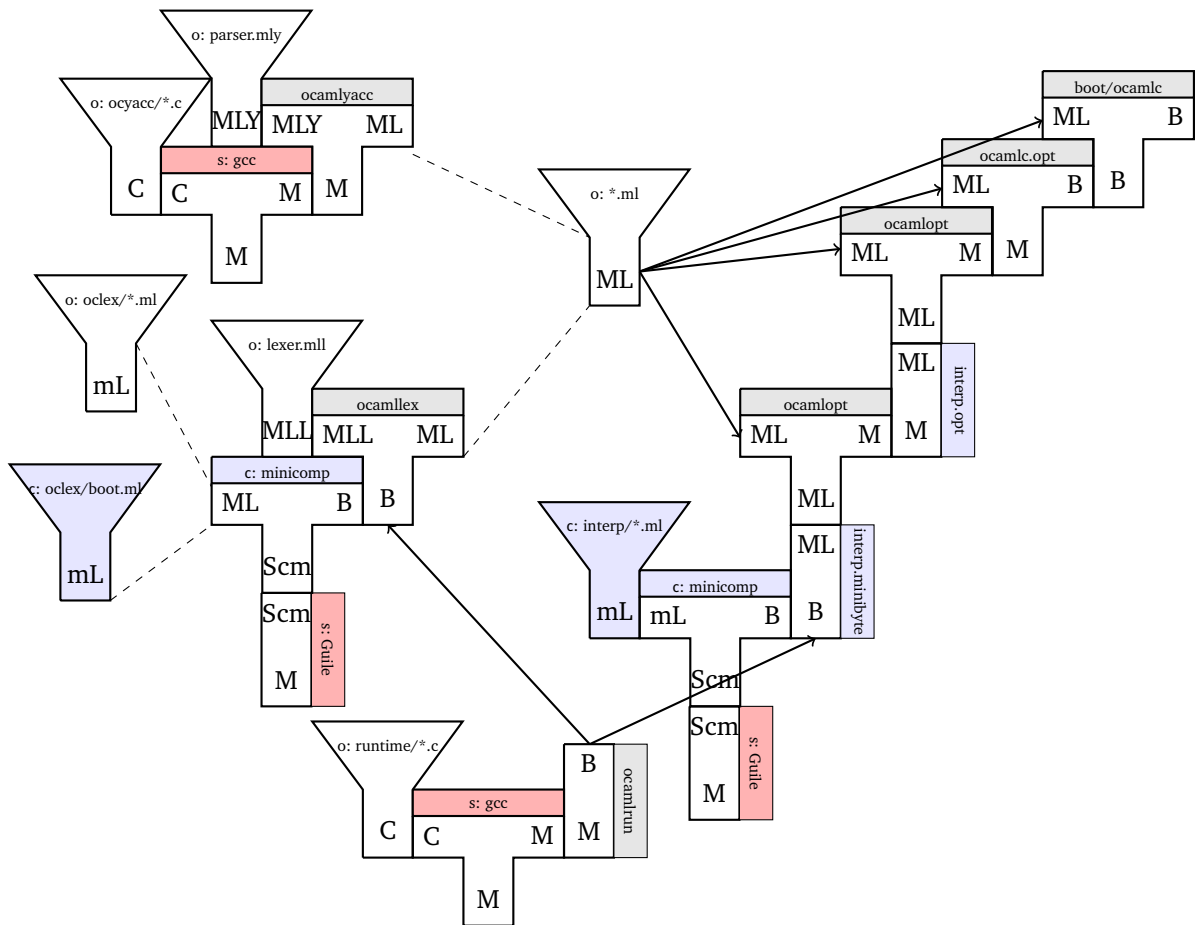 o: parser.mly
o: ocyacc/*.c
ocamlyacc
MLY
MLY
ML
s: gcc
C
C
M
M
M
o: *.ml
ML
boot/ocamlc
ML
B
ocamlc.opt
ML
B
B
ocamlopt
ML
M
M
ML
ML
interp.opt
M
o: oclex/*.ml
mL
o: lexer.mll
ocamllex
MLL
MLL
ML
c: minicomp
ML
B
B
c: oclex/boot.ml
mL
Scm
Scm
s: Guile
M
ocamlopt
ML
M
ML
ML
interp.minibyte
B
c: interp/*.ml
mL
c: minicomp
mL
B
Scm
Scm
s: Guile
M
o: runtime/*.c
C
s: gcc
C
M
B
ocamlrun
M
M